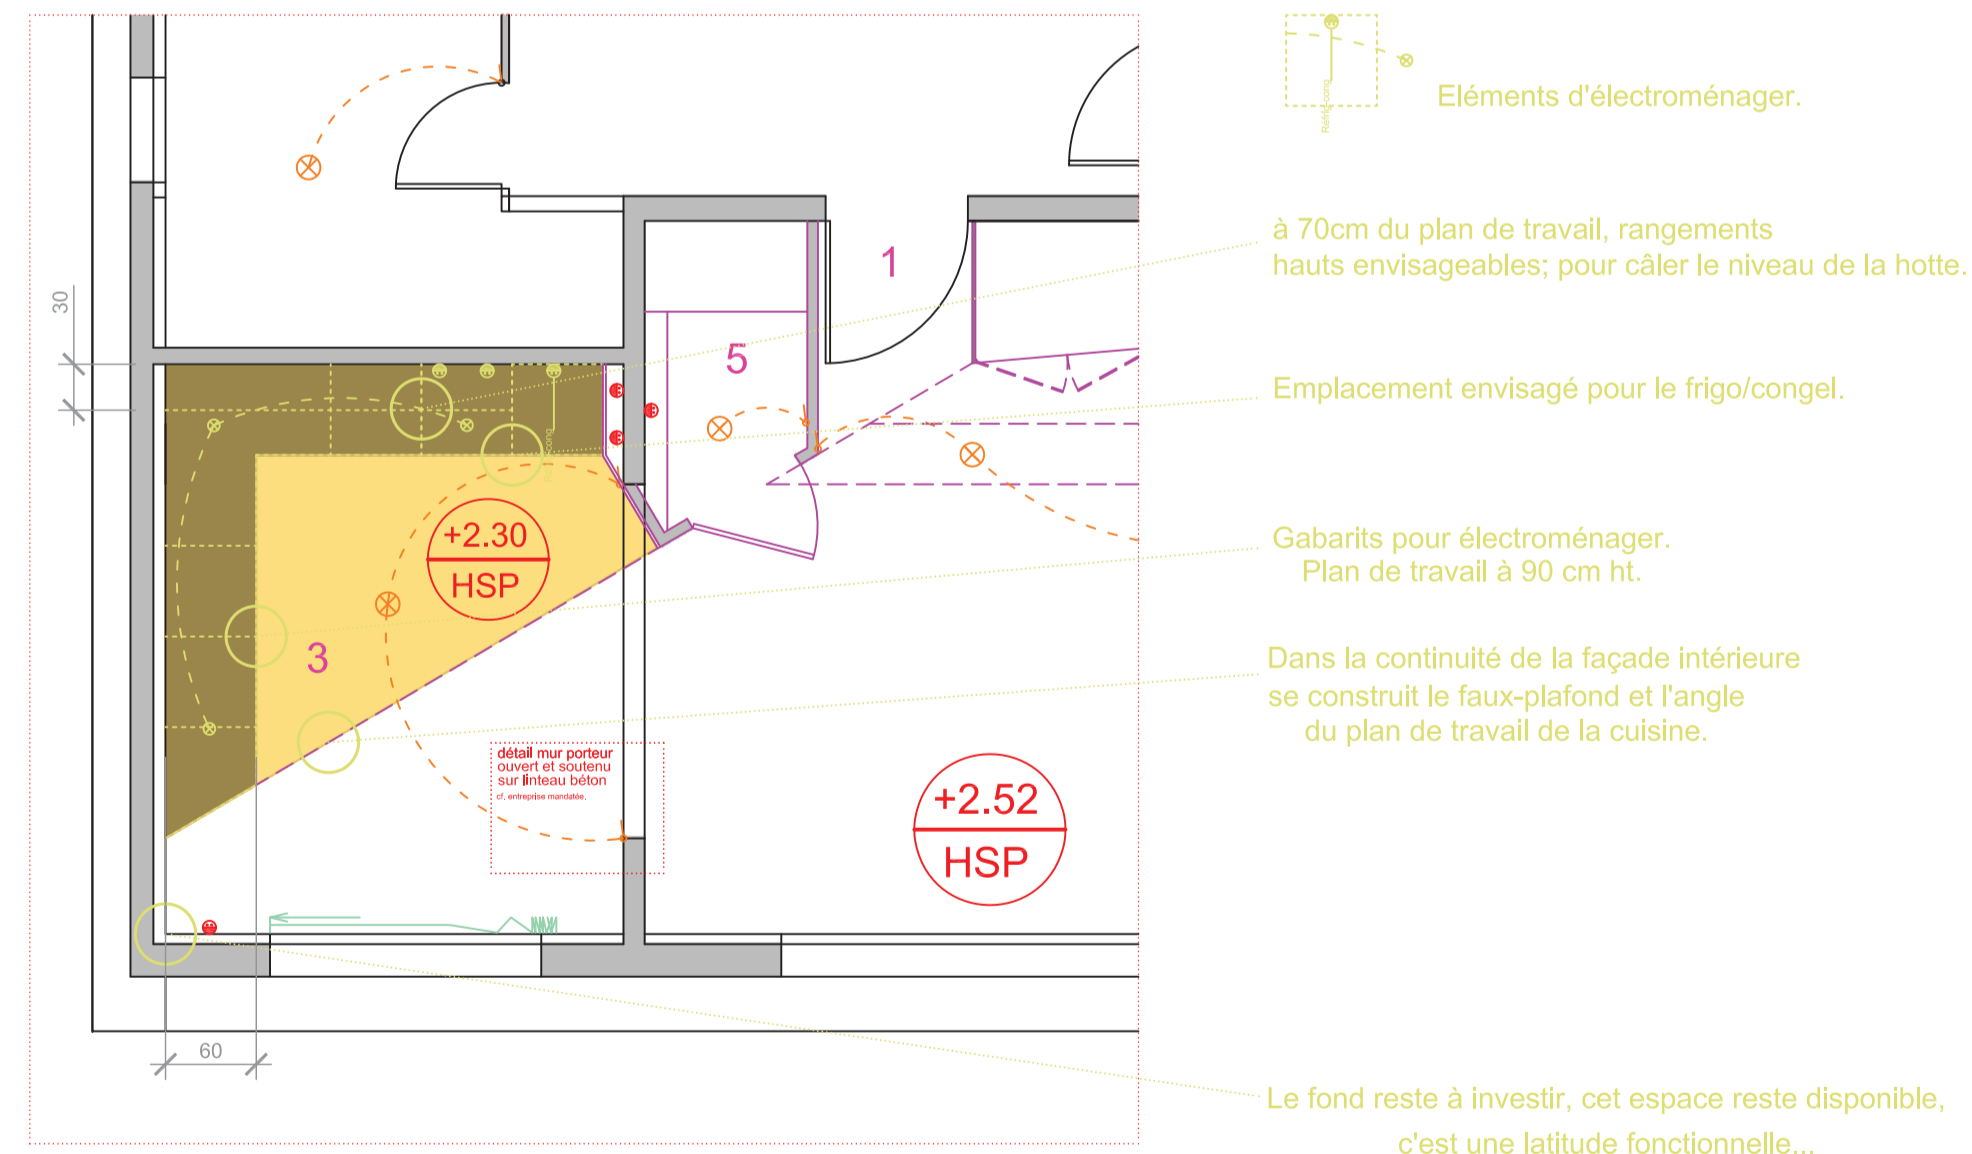 Réfrig-cong
Eléments d'électroménager.
à 70cm du plan de travail, rangements
hauts envisageables; pour câler le niveau de la hotte.
1
30
5
Emplacement envisagé pour le frigo/congel.
Réfrig-cong
+2.30
HSP
Gabarits pour électroménager.
Plan de travail à 90 cm ht.
3
Dans la continuité de la façade intérieure
se construit le faux-plafond et l'angle
du plan de travail de la cuisine.
détail mur porteur
ouvert et soutenu
sur linteau béton
cf. entreprise mandatée.
+2.52
HSP
60
Le fond reste à investir, cet espace reste disponible,
c'est une latitude fonctionnelle...